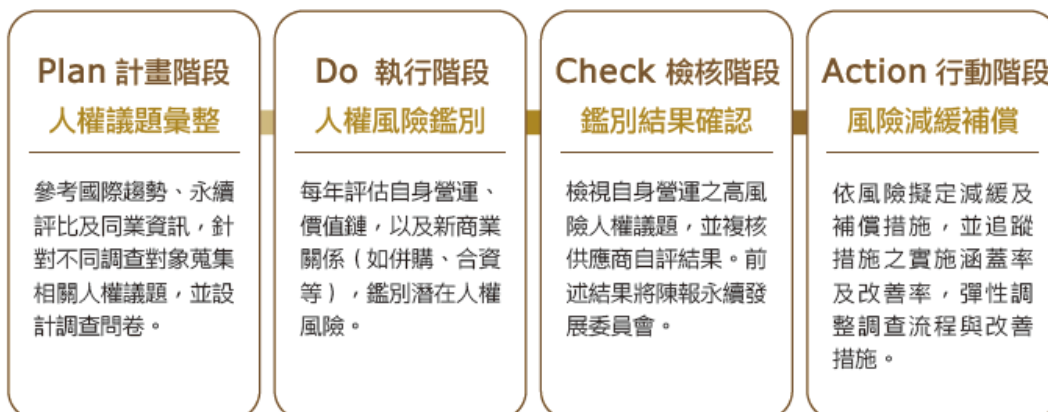 Plan 計畫階段
人權議題彙整
參考國際趨勢、永續
評比及同業資訊，針
對不同調查對象蒐集
相關人權議題，並設
計調查問卷。
Do 執行階段
人權風險鑑別
每年評估自身營運、
價值鏈，以及新商業
關係（如併購、合資
等），鑑別潛在人權
風險。
Check 檢核階段
鑑別結果確認
檢視自身營運之高風
險人權議題，並複核
供應商自評結果。前
述結果將陳報永續發
展委員會。
Action 行動階段
風險減緩補償
依風險擬定減緩及
補償措施，並追蹤
措施之實施涵蓋率
及改善率，彈性調
整調查流程與改善
措施。